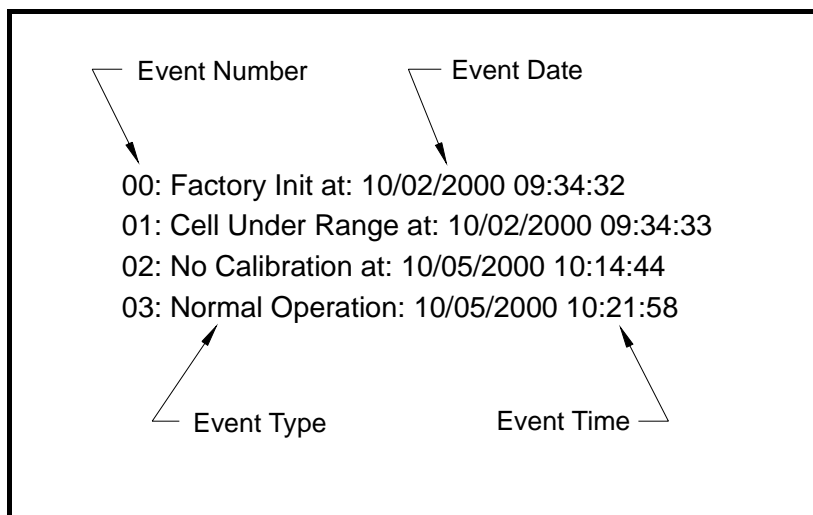 Event Number
Event Date
00: Factory Init at: 10/02/2000 09:34:32
01: Cell Under Range at: 10/02/2000 09:34:33
02: No Calibration at: 10/05/2000 10:14:44
03: Normal Operation: 10/05/2000 10:21:58
Event Type
Event Time